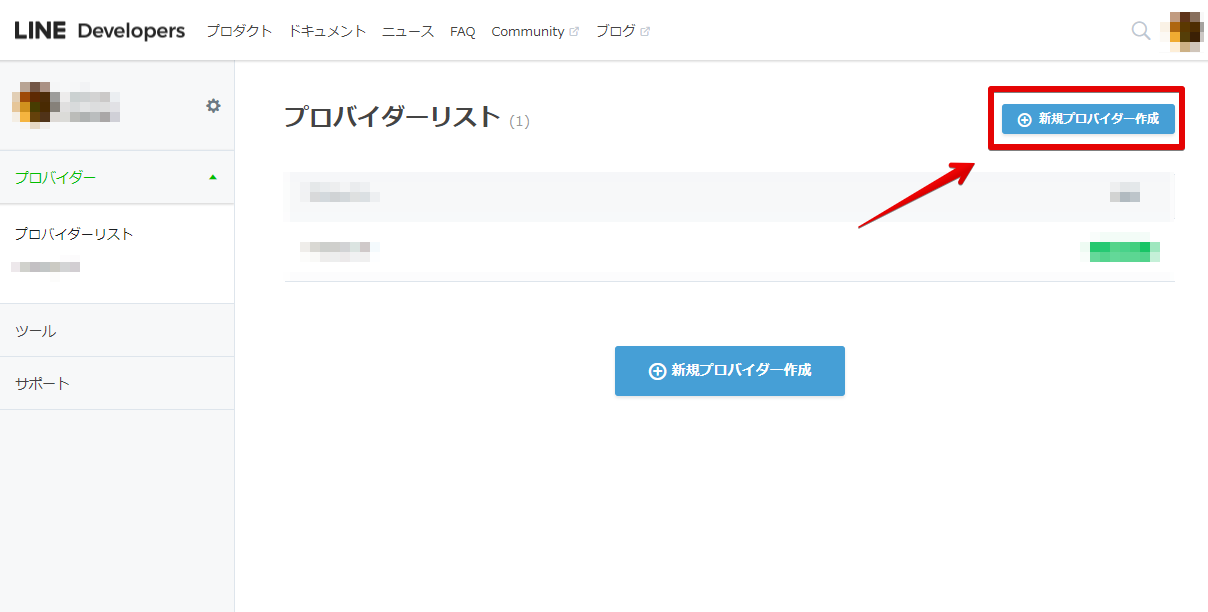 LINE Developers プロダクト ドキュメント ニュース FAQ Community ブログ
プロバイダーリスト (1)
新規プロバイダー作成
プロバイダー
プロバイダーリスト
ツール
サポート
新規プロバイダー作成